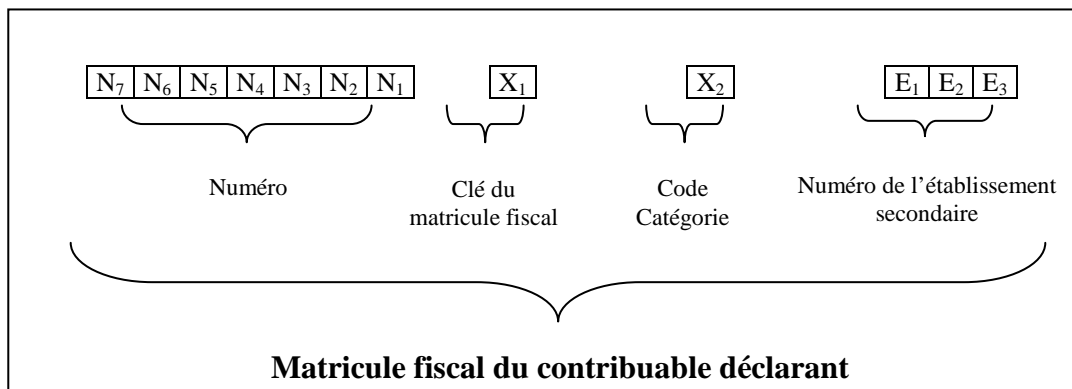 N₇ N₆ N₅ N₄ N₃ N₂ N₁ X₁ X₂ E₁ E₂ E₃
Numéro
Clé du
matricule fiscal
Code
Catégorie
Numéro de l'établissement
secondaire
Matricule fiscal du contribuable déclarant